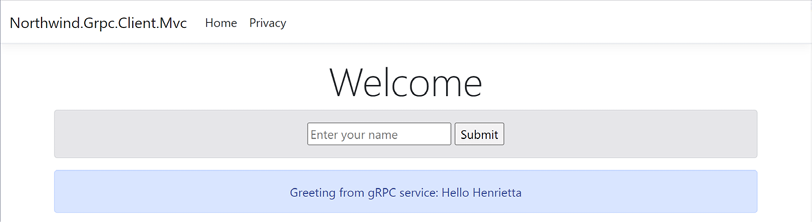 Northwind.Grpc.Client.Mvc Home Privacy
Welcome
Enter your name Submit
Greeting from gRPC service: Hello Henrietta